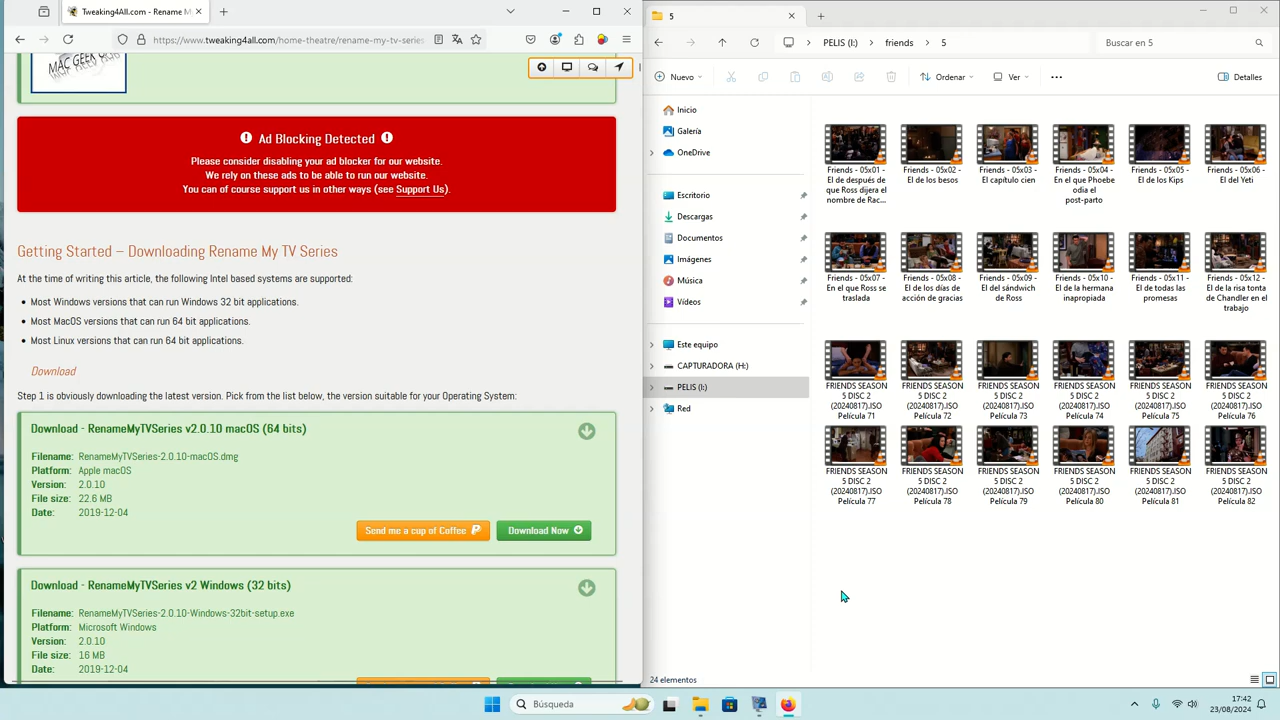 Tweaking4All.com - Rename M
https://www.tweaking4all.com/home-theatre/rename-my-tv-serie
MAC GEEK
Ad Blocking Detected
Please consider disabling your ad blocker for our website.
We rely on these ads to be able to run our website.
You can of course support us in other ways (see Support Us).
Getting Started – Downloading Rename My TV Series
At the time of writing this article, the following Intel based systems are supported:
Most Windows versions that can run Windows 32 bit applications.
Most MacOS versions that can run 64 bit applications.
Most Linux versions that can run 64 bit applications.
Download
Step 1 is obviously downloading the latest version. Pick from the list below, the version suitable for your Operating System:
Download - RenameMyTVSeries v2.0.10 macOS (64 bits)
Filename: RenameMyTVSeries-2.0.10-macOS.dmg
Platform: Apple macOS
Version: 2.0.10
File size: 22.6 MB
Date: 2019-12-04
Send me a cup of Coffee
Download Now
Download - RenameMyTVSeries v2 Windows (32 bits)
Filename: RenameMyTVSeries-2.0.10-Windows-32bit-setup.exe
Platform: Microsoft Windows
Version: 2.0.10
File size: 16 MB
Date: 2019-12-04
5
PELIS (I:)
friends
5
Buscar en 5
Nuevo
Ordenar
Ver
Detalles
Inicio
Galería
OneDrive
Escritorio
Descargas
Documentos
Imágenes
Música
Vídeos
Este equipo
CAPTURADORA (H:)
PELIS (I:)
Red
Friends - 05x01 -
El de después de
que Ross dijera el
nombre de Rac...
Friends - 05x02 -
El de los besos
Friends - 05x03 -
El capítulo cien
Friends - 05x04 -
En el que Phoebe
odia el
post-parto
Friends - 05x05 -
El de los Kips
Friends - 05x06 -
El del Yeti
Friends - 05x07 -
En el que Ross se
traslada
Friends - 05x08 -
El de los días de
acción de gracias
Friends - 05x09 -
El del sándwich
de Ross
Friends - 05x10 -
El de la hermana
inapropiada
Friends - 05x11 -
El de todas las
promesas
Friends - 05x12 -
El de la risa tonta
de Chandler en el
trabajo
FRIENDS SEASON
5 DISC 2
(20240817).ISO
Película 71
FRIENDS SEASON
5 DISC 2
(20240817).ISO
Película 72
FRIENDS SEASON
5 DISC 2
(20240817).ISO
Película 73
FRIENDS SEASON
5 DISC 2
(20240817).ISO
Película 74
FRIENDS SEASON
5 DISC 2
(20240817).ISO
Película 75
FRIENDS SEASON
5 DISC 2
(20240817).ISO
Película 76
FRIENDS SEASON
5 DISC 2
(20240817).ISO
Película 77
FRIENDS SEASON
5 DISC 2
(20240817).ISO
Película 78
FRIENDS SEASON
5 DISC 2
(20240817).ISO
Película 79
FRIENDS SEASON
5 DISC 2
(20240817).ISO
Película 80
FRIENDS SEASON
5 DISC 2
(20240817).ISO
Película 81
FRIENDS SEASON
5 DISC 2
(20240817).ISO
Película 82
24 elementos
Búsqueda
17:42
23/08/2024